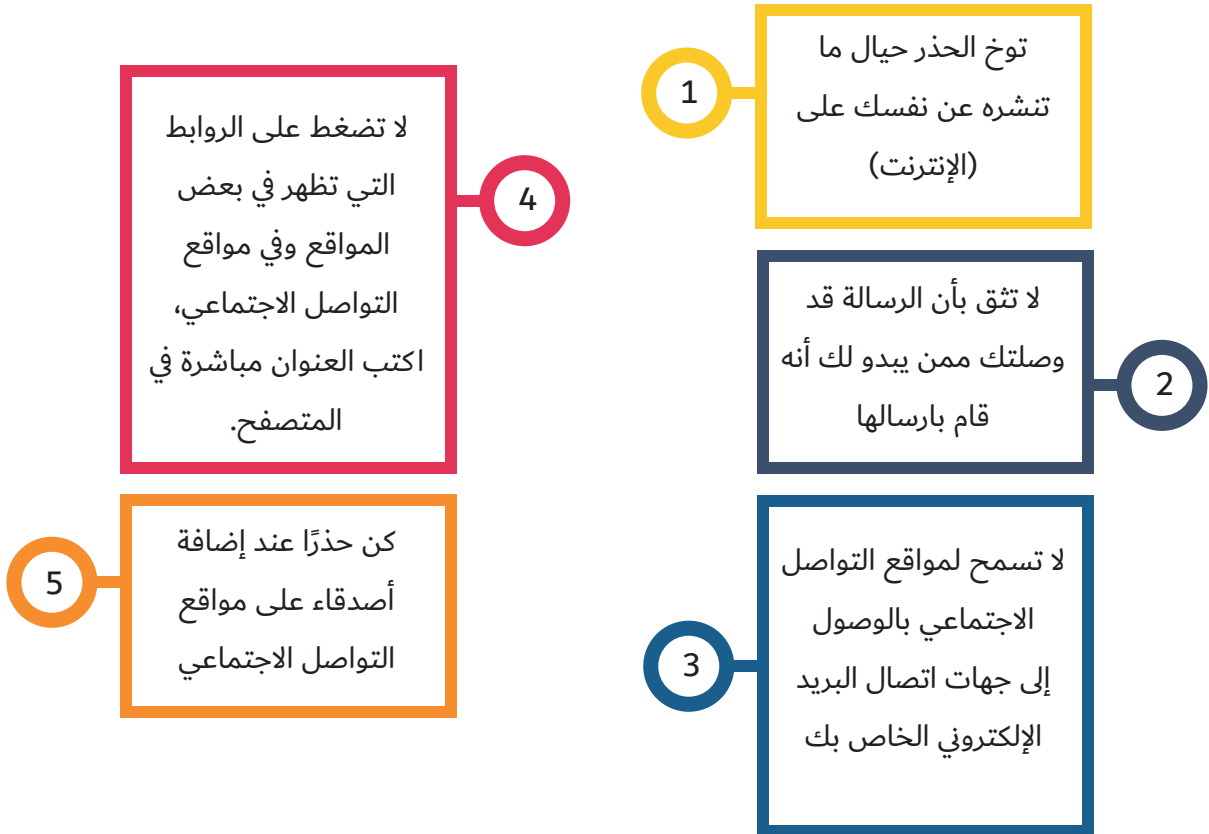 1
توخ الحذر حيال ما
تنشره عن نفسك على
(الإنترنت)
2
لا تثق بأن الرسالة قد
وصلتك ممن يبدو لك أنه
قام بارسالها
3
لا تسمح لمواقع التواصل
الاجتماعي بالوصول
إلى جهات اتصال البريد
الإلكتروني الخاص بك
4
لا تضغط على الروابط
التي تظهر في بعض
المواقع وفي مواقع
التواصل الاجتماعي،
اكتب العنوان مباشرة في
المتصفح.
5
كن حذرًا عند إضافة
أصدقاء على مواقع
التواصل الاجتماعي